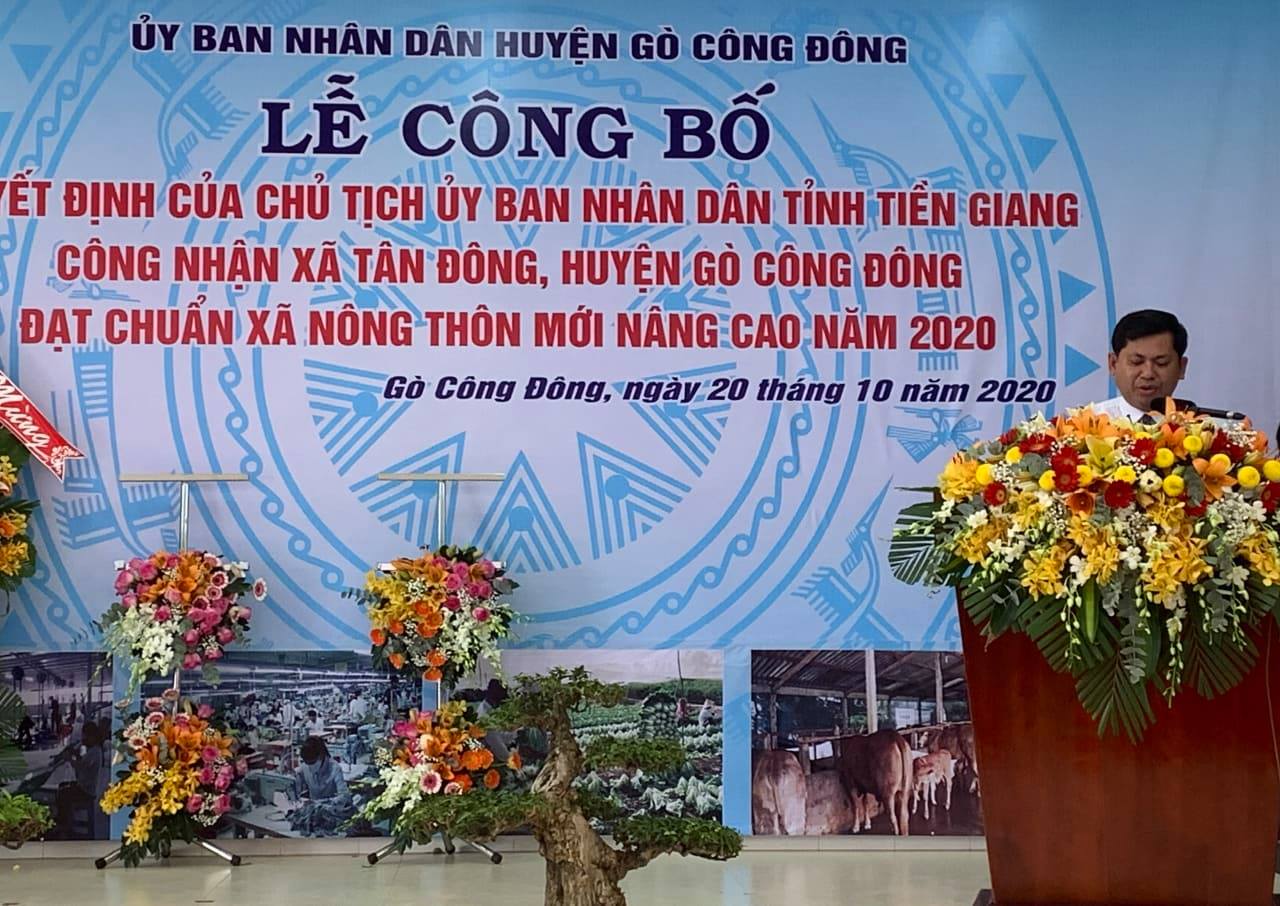 ỦY BAN NHÂN DÂN HUYỆN GÒ CÔNG ĐÔNG
LỄ CÔNG BỐ
YẾT ĐỊNH CỦA CHỦ TỊCH ỦY BAN NHÂN DÂN TỈNH TIỀN GIANG
CÔNG NHẬN XÃ TÂN ĐÔNG, HUYỆN GÒ CÔNG ĐÔNG
ĐẠT CHUẨN XÃ NÔNG THÔN MỚI NÂNG CAO NĂM 2020
Gò Công Đông, ngày 20 tháng 10 năm 2020
Mừng